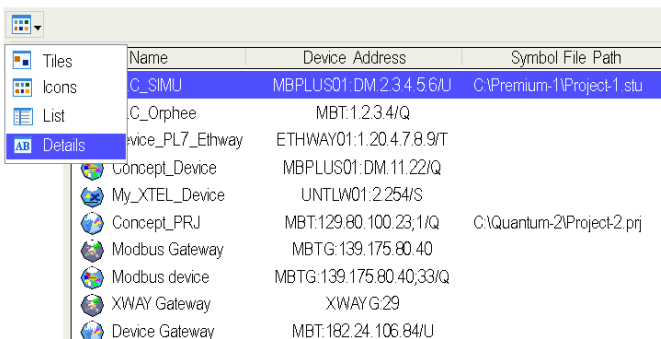 Name Device Address Symbol File Path
Tiles
.C_SIMU MBPLUS01:DM.2.3.4.5.6/U C:\Premium-1\Project-1.stu
Icons
.C_Orphee MBT:1.2.3.4/Q
List
evice_PL7_Ethway ETHWAY01:1.20.4.7.8.9/T
AB Details
Concept_Device MBPLUS01:DM.11.22/Q
My_XTEL_Device UNTLW01:2.254/S
Concept_PRJ MBT:129.80.100.23;1/Q C:\Quantum-2\Project-2.prj
Modbus Gateway MBTG:139.175.80.40
Modbus device MBTG:139.175.80.40;33/Q
XWAY Gateway XWAYG:29
Device Gateway MBT:182.24.106.84/U